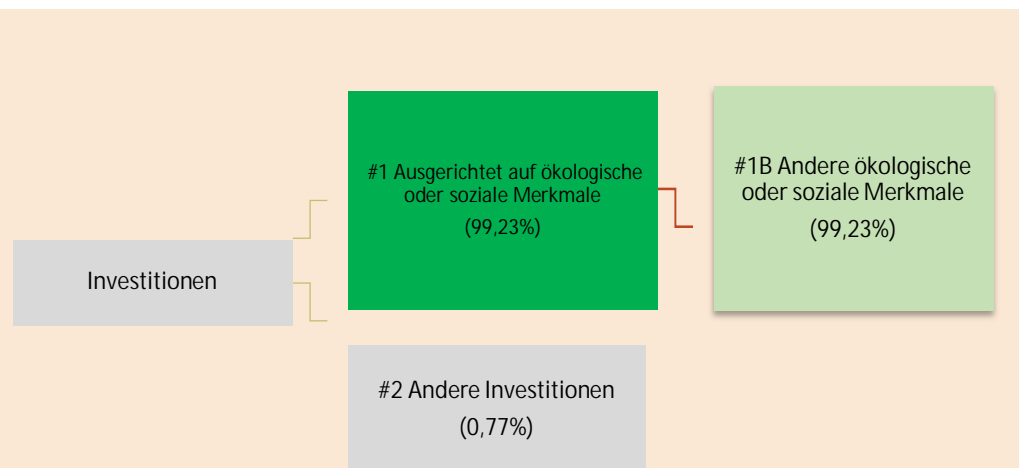 #1 Ausgerichtet auf ökologische
oder soziale Merkmale
(99,23%)
#1B Andere ökologische
oder soziale Merkmale
(99,23%)
Investitionen
#2 Andere Investitionen
(0,77%)